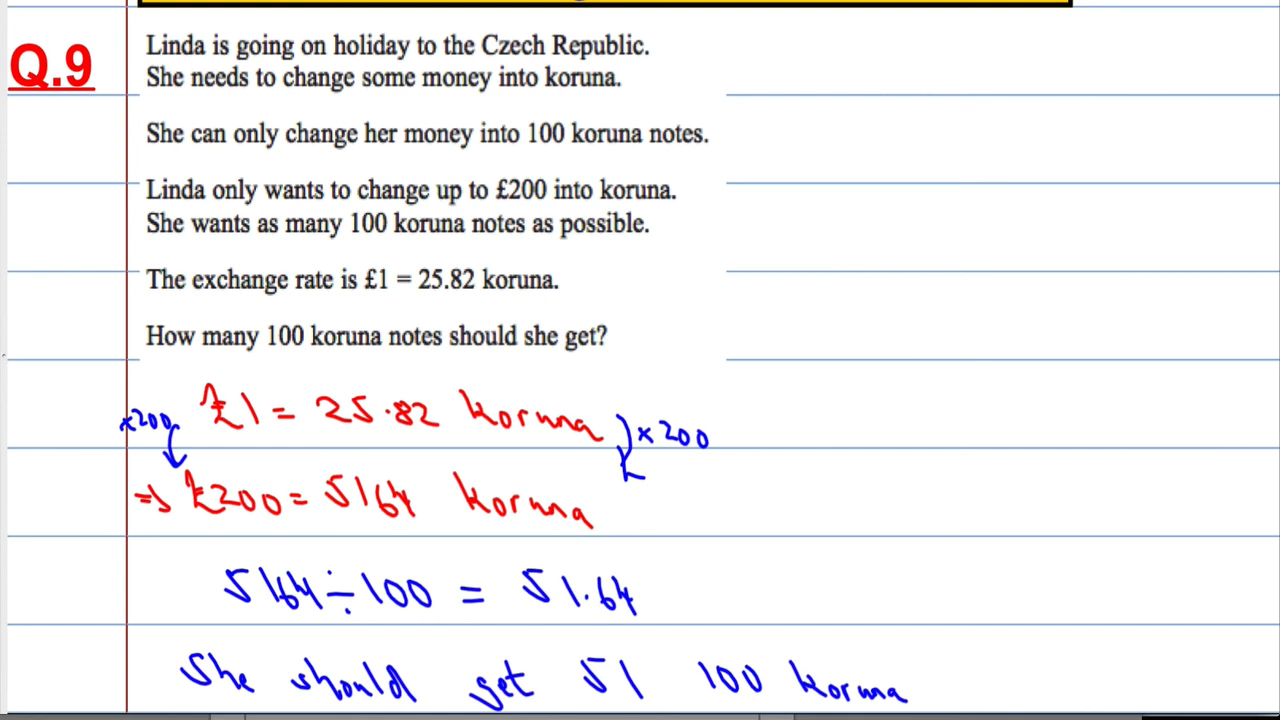 Q.9
Linda is going on holiday to the Czech Republic.
She needs to change some money into koruna.
She can only change her money into 100 koruna notes.
Linda only wants to change up to £200 into koruna.
She wants as many 100 koruna notes as possible.
The exchange rate is £1 = 25.82 koruna.
How many 100 koruna notes should she get?
×200 £1 = 25.82 koruna ×200
⇒ £200 = 5164 koruna
5164 ÷ 100 = 51.64
She should get 51 100 koruna